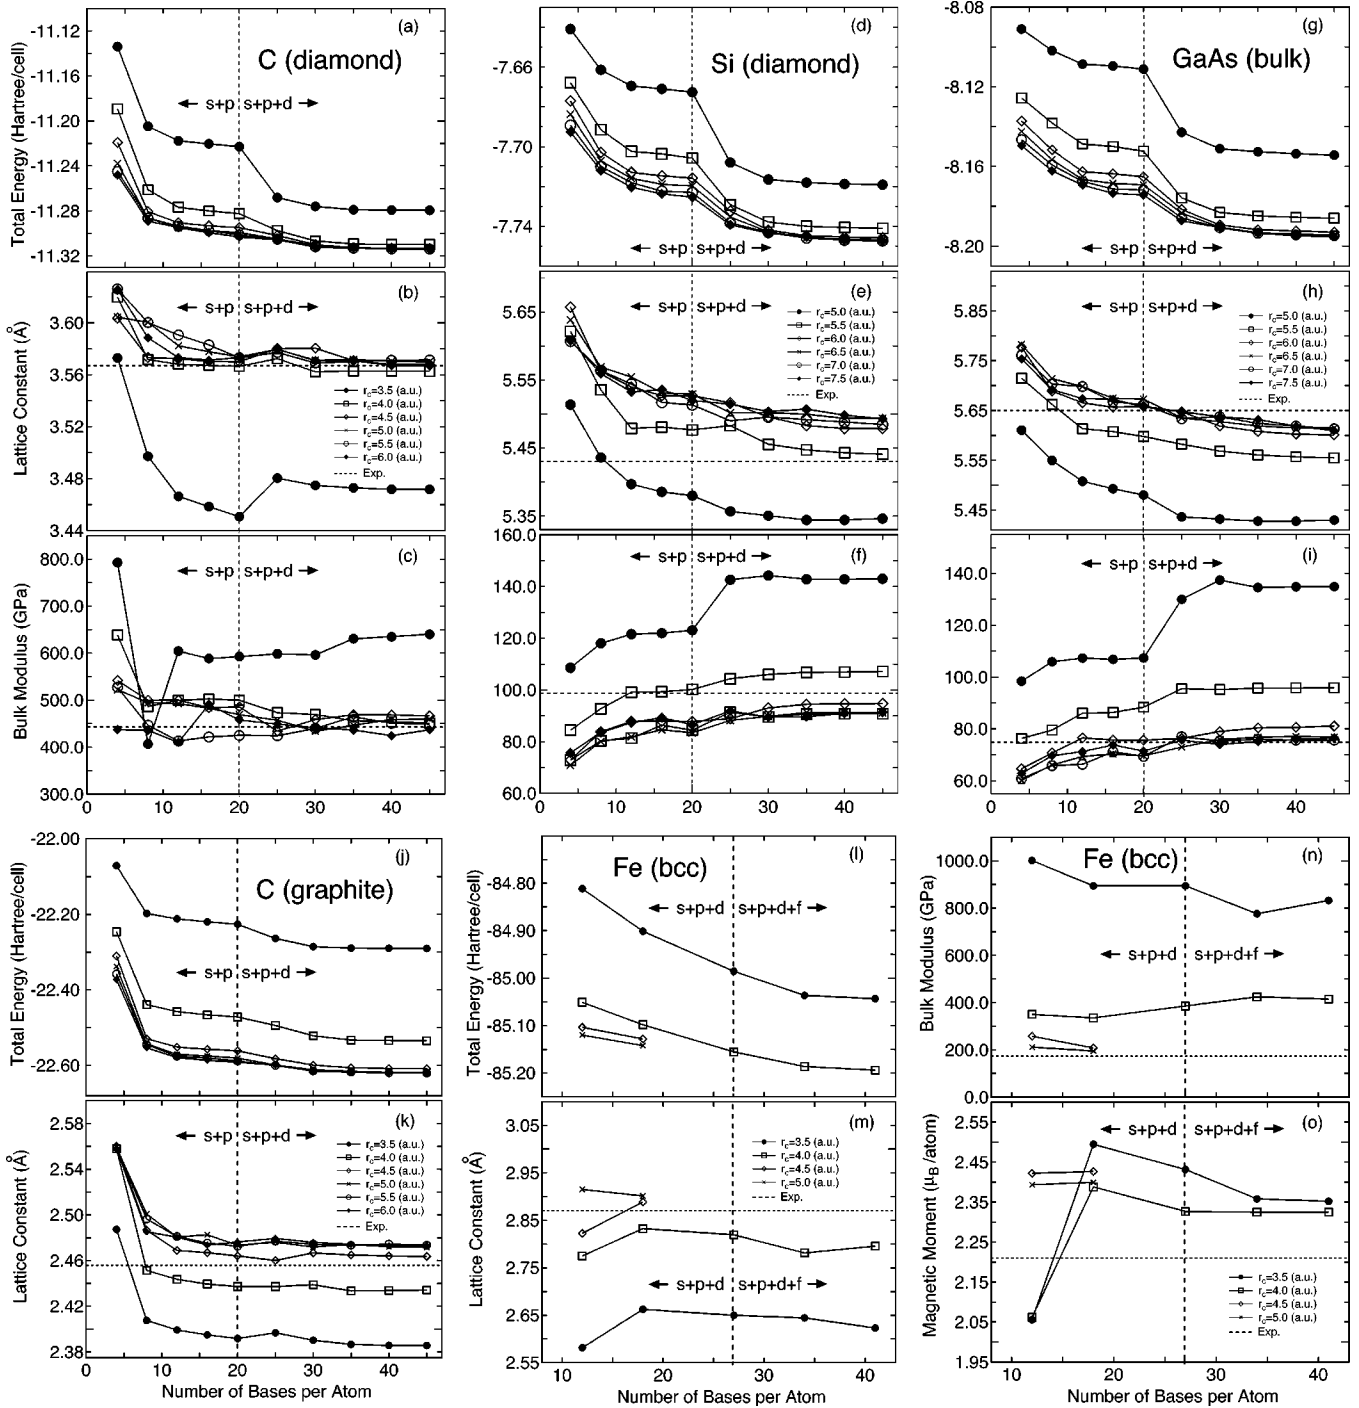 (a)
C (diamond)
← s+p s+p+d →
Total Energy (Hartree/cell)
-11.12
-11.16
-11.20
-11.24
-11.28
-11.32
(b)
← s+p s+p+d →
Lattice Constant (Å)
3.60
3.56
3.52
3.48
3.44
rc=3.5 (a.u.)
rc=4.0 (a.u.)
rc=4.5 (a.u.)
rc=5.0 (a.u.)
rc=5.5 (a.u.)
rc=6.0 (a.u.)
Exp.
(c)
← s+p s+p+d →
Bulk Modulus (GPa)
800.0
700.0
600.0
500.0
400.0
300.0
0 10 20 30 40
(d)
Si (diamond)
-7.66
-7.70
-7.74
← s+p s+p+d →
(e)
← s+p s+p+d →
5.65
5.55
5.45
5.35
rc=5.0 (a.u.)
rc=5.5 (a.u.)
rc=6.0 (a.u.)
rc=6.5 (a.u.)
rc=7.0 (a.u.)
rc=7.5 (a.u.)
Exp.
(f)
← s+p s+p+d →
160.0
140.0
120.0
100.0
80.0
60.0
0 10 20 30 40
(g)
GaAs (bulk)
-8.08
-8.12
-8.16
-8.20
← s+p s+p+d →
(h)
← s+p s+p+d →
5.85
5.75
5.65
5.55
5.45
rc=5.0 (a.u.)
rc=5.5 (a.u.)
rc=6.0 (a.u.)
rc=6.5 (a.u.)
rc=7.0 (a.u.)
rc=7.5 (a.u.)
Exp.
(i)
← s+p s+p+d →
140.0
120.0
100.0
80.0
60.0
0 10 20 30 40
(j)
C (graphite)
← s+p s+p+d →
Total Energy (Hartree/cell)
-22.00
-22.20
-22.40
-22.60
(k)
← s+p s+p+d →
Lattice Constant (Å)
2.58
2.54
2.50
2.46
2.42
2.38
rc=3.5 (a.u.)
rc=4.0 (a.u.)
rc=4.5 (a.u.)
rc=5.0 (a.u.)
rc=5.5 (a.u.)
rc=6.0 (a.u.)
Exp.
0 10 20 30 40
Number of Bases per Atom
(l)
Fe (bcc)
← s+p+d s+p+d+f →
Total Energy (Hartree/cell)
-84.80
-84.90
-85.00
-85.10
-85.20
(m)
Lattice Constant (Å)
3.05
2.95
2.85
2.75
2.65
2.55
rc=3.5 (a.u.)
rc=4.0 (a.u.)
rc=4.5 (a.u.)
rc=5.0 (a.u.)
Exp.
← s+p+d s+p+d+f →
10 20 30 40
Number of Bases per Atom
(n)
Fe (bcc)
← s+p+d s+p+d+f →
Bulk Modulus (GPa)
1000.0
800.0
600.0
400.0
200.0
0.0
(o)
← s+p+d s+p+d+f →
Magnetic Moment (μB/atom)
2.55
2.45
2.35
2.25
2.15
2.05
1.95
rc=3.5 (a.u.)
rc=4.0 (a.u.)
rc=4.5 (a.u.)
rc=5.0 (a.u.)
Exp.
10 20 30 40
Number of Bases per Atom